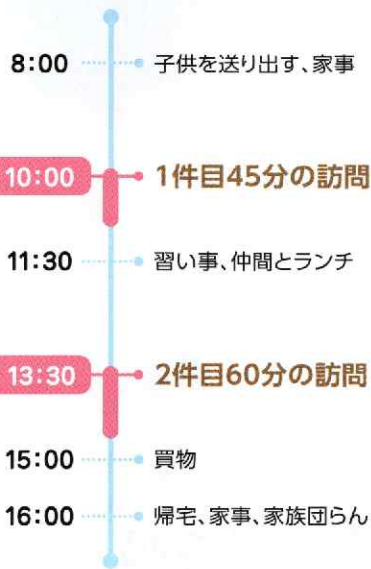 8:00 子供を送り出す、家事
10:00 1件目45分の訪問
11:30 習い事、仲間とランチ
13:30 2件目60分の訪問
15:00 買物
16:00 帰宅、家事、家族団らん